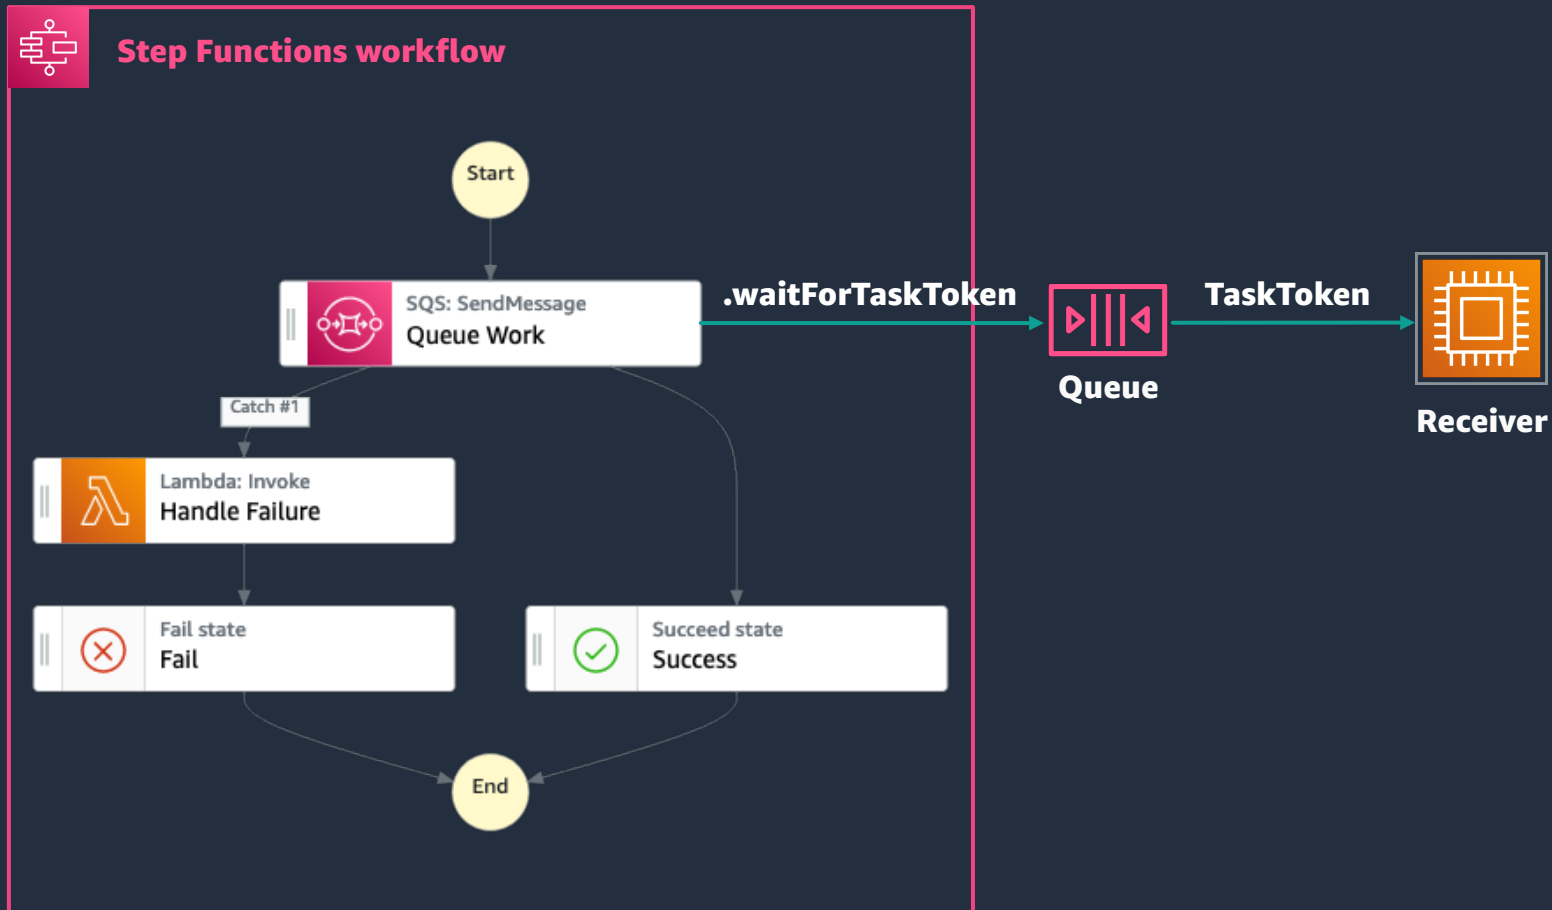 Step Functions workflow
Start
SQS: SendMessage
Queue Work
.waitForTaskToken
TaskToken
Queue
Receiver
Catch #1
Lambda: Invoke
Handle Failure
Fail state
Fail
Succeed state
Success
End